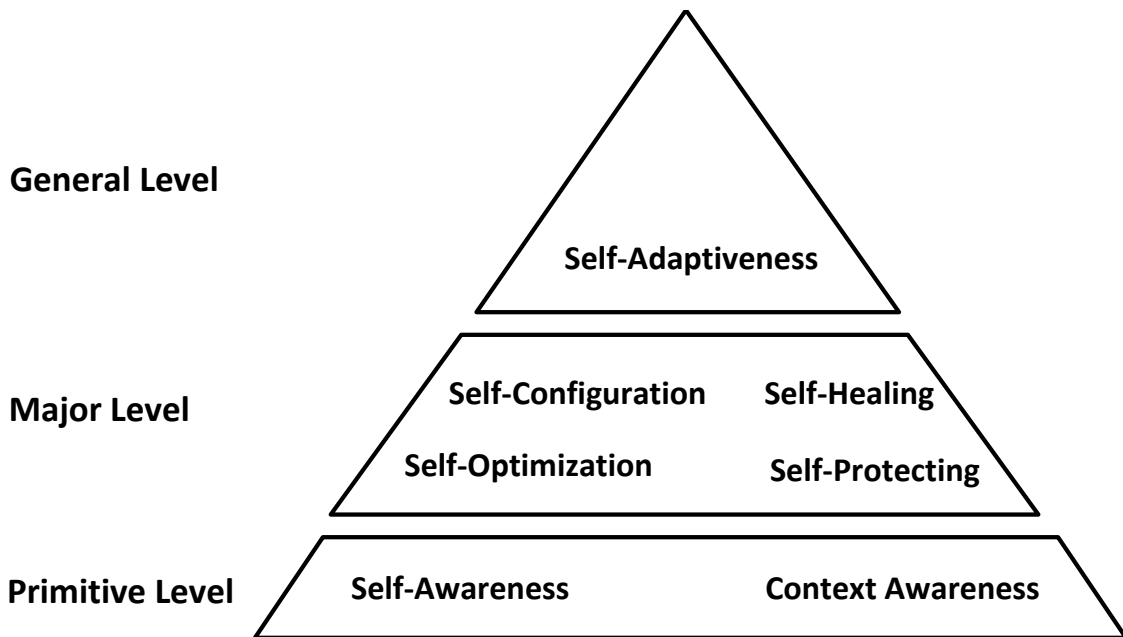 General Level
Self-Adaptiveness
Major Level
Self-Configuration Self-Healing
Self-Optimization Self-Protecting
Primitive Level
Self-Awareness Context Awareness